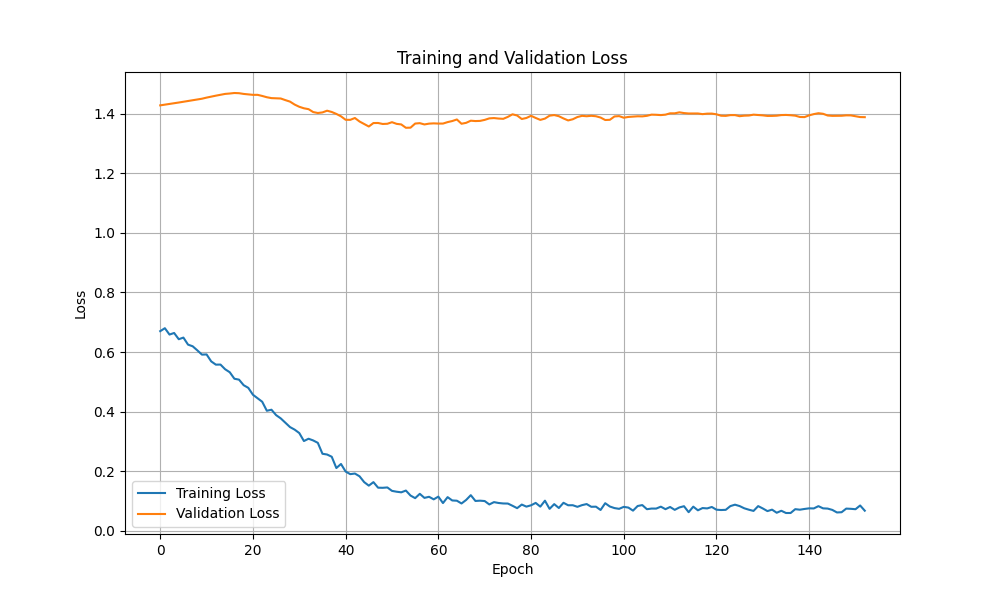 Training and Validation Loss
1.4
1.2
1.0
0.8
0.6
0.4
0.2
0.0
Loss
Training Loss
Validation Loss
0 20 40 60 80 100 120 140
Epoch